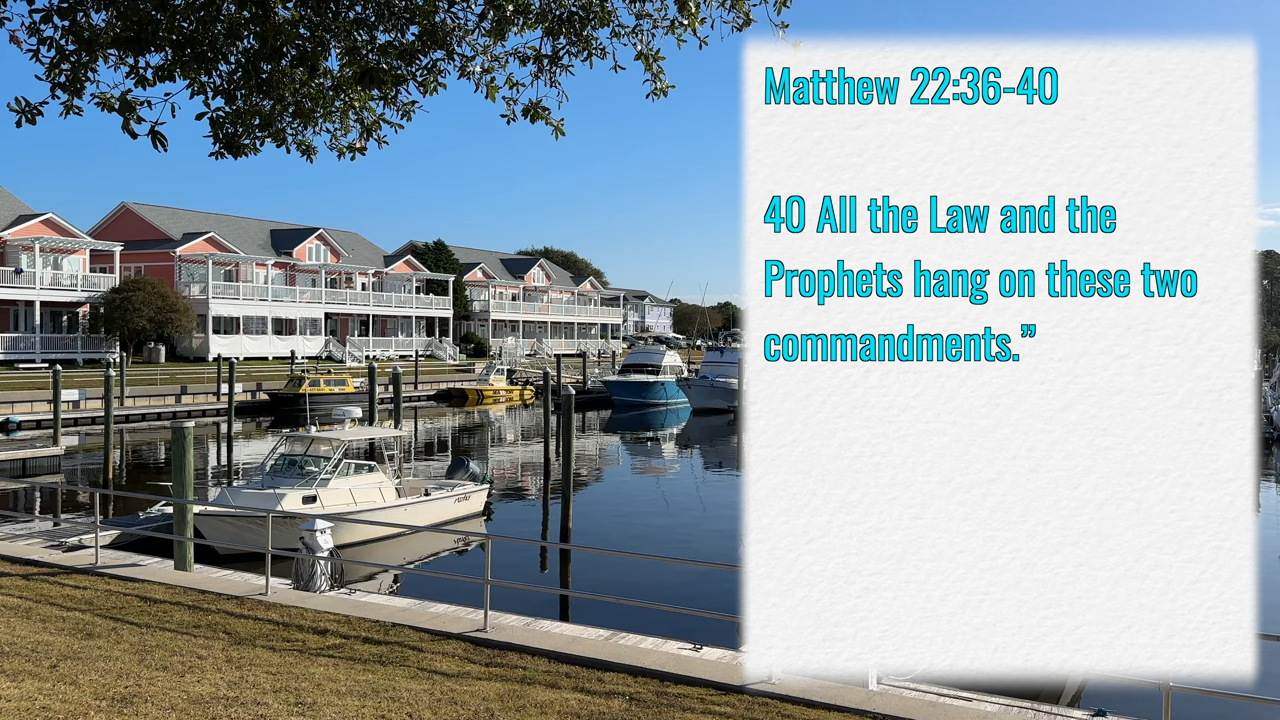 Matthew 22:36-40
40 All the Law and the
Prophets hang on these two
commandments.”